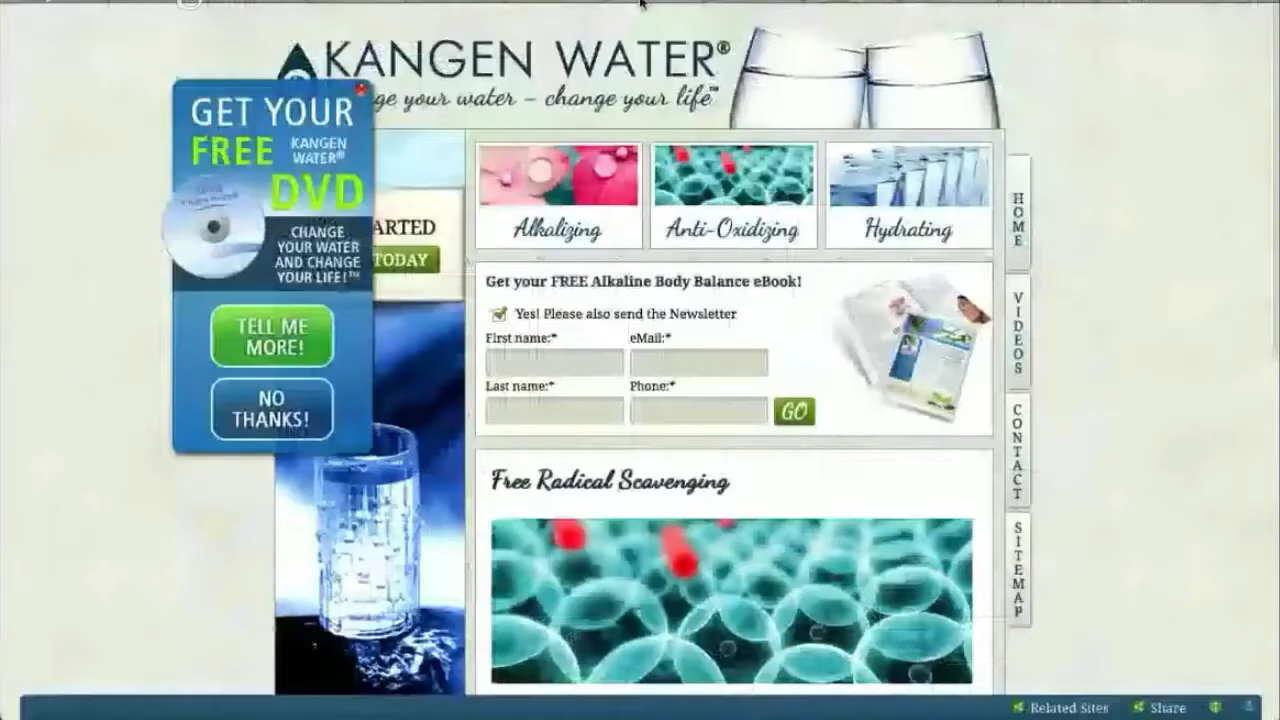 KANGEN WATER®
ge your water – change your life™
GET YOUR
FREE KANGEN WATER®
DVD
CHANGE
YOUR WATER
AND CHANGE
YOUR LIFE!™
TELL ME
MORE!
NO
THANKS!
ARTED
TODAY
Alkalizing
Anti-Oxidizing
Hydrating
Get your FREE Alkaline Body Balance eBook!
Yes! Please also send the Newsletter
First name:* eMail:*
Last name:* Phone:*
GO
Free Radical Scavenging
HOME
VIDEOS
CONTACT
SITEMAP
Related Sites
Share